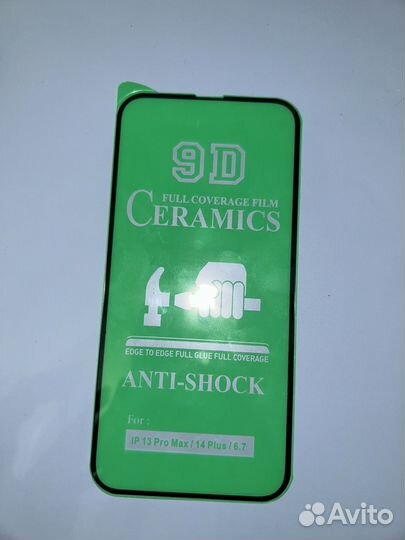 9D
FULL COVERAGE FILM
CERAMICS
EDGE TO EDGE FULL GLUE FULL COVERAGE
ANTI-SHOCK
For :
IP 13 Pro Max / 14 Plus / 6.7
Avito